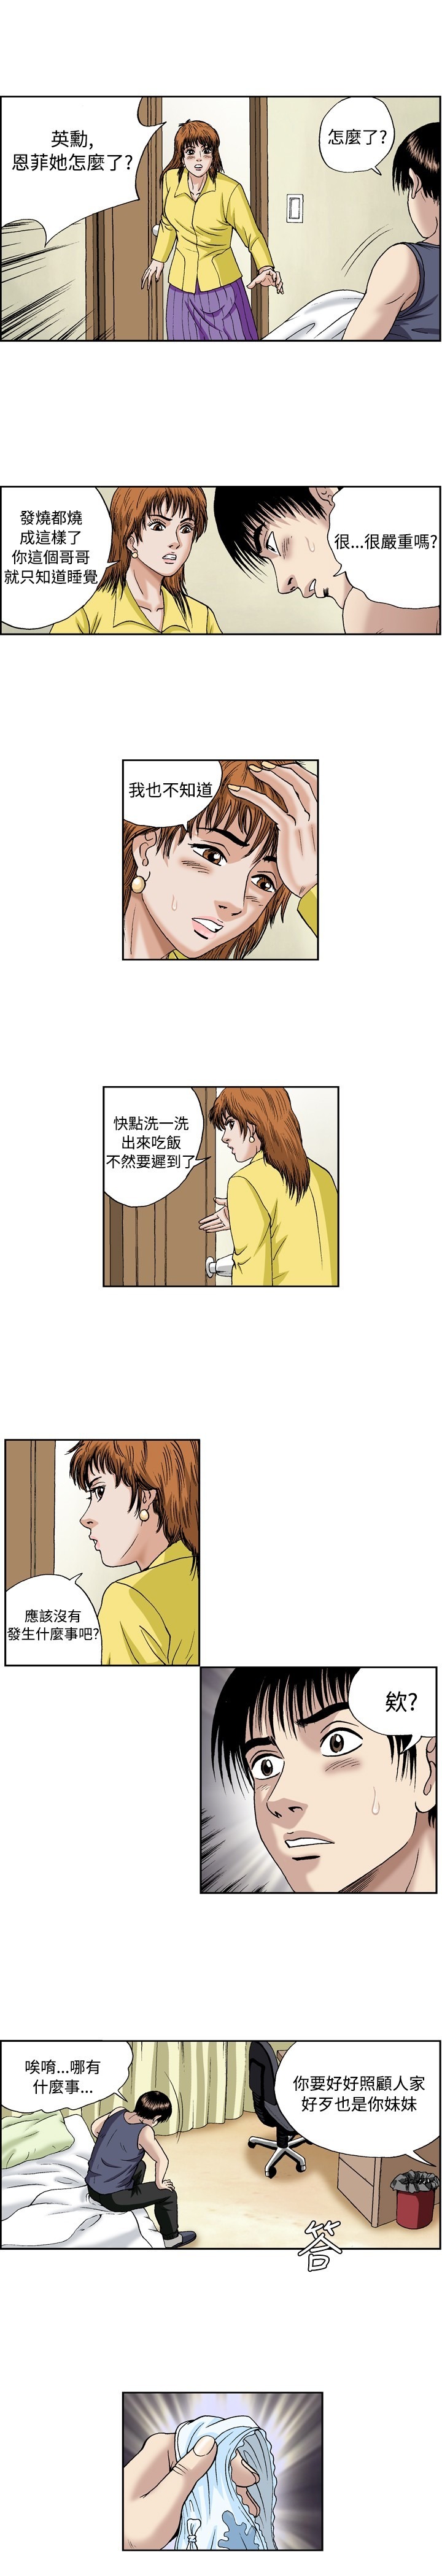 英勳,
恩菲她怎麼了?
怎麼了?
發燒都燒
成這樣了
你這個哥哥
就只知道睡覺
很...很嚴重嗎?
我也不知道
快點洗一洗
出來吃飯
不然要遲到了
應該沒有
發生什麼事吧?
欸?
唉唷...哪有
什麼事...
你要好好照顧人家
好歹也是你妹妹
答